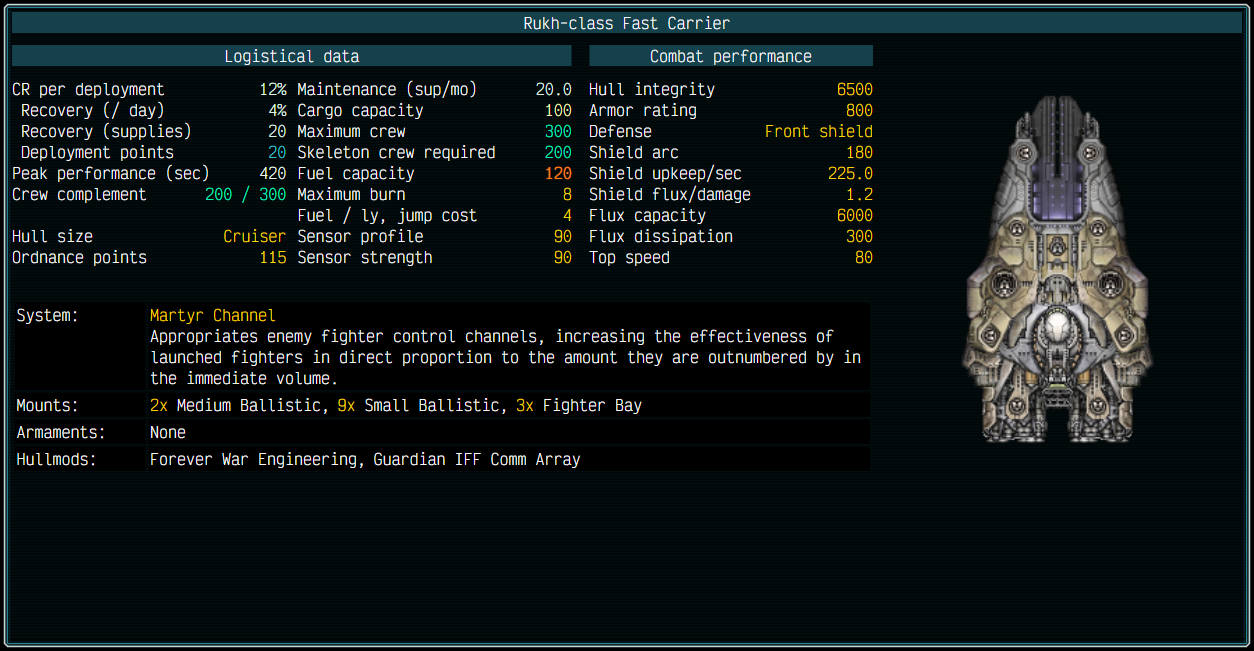 Rukh-class Fast Carrier
Logistical data
CR per deployment 12% Maintenance (sup/mo) 20.0
Recovery (/ day) 4% Cargo capacity 100
Recovery (supplies) 20 Maximum crew 300
Deployment points 20 Skeleton crew required 200
Peak performance (sec) 420 Fuel capacity 120
Crew complement 200 / 300 Maximum burn 8
Fuel / ly, jump cost 4
Hull size Cruiser Sensor profile 90
Ordnance points 115 Sensor strength 90
Combat performance
Hull integrity 6500
Armor rating 800
Defense Front shield
Shield arc 180
Shield upkeep/sec 225.0
Shield flux/damage 1.2
Flux capacity 6000
Flux dissipation 300
Top speed 80
System: Martyr Channel
Appropriates enemy fighter control channels, increasing the effectiveness of
launched fighters in direct proportion to the amount they are outnumbered by in
the immediate volume.
Mounts: 2x Medium Ballistic, 9x Small Ballistic, 3x Fighter Bay
Armaments: None
Hullmods: Forever War Engineering, Guardian IFF Comm Array